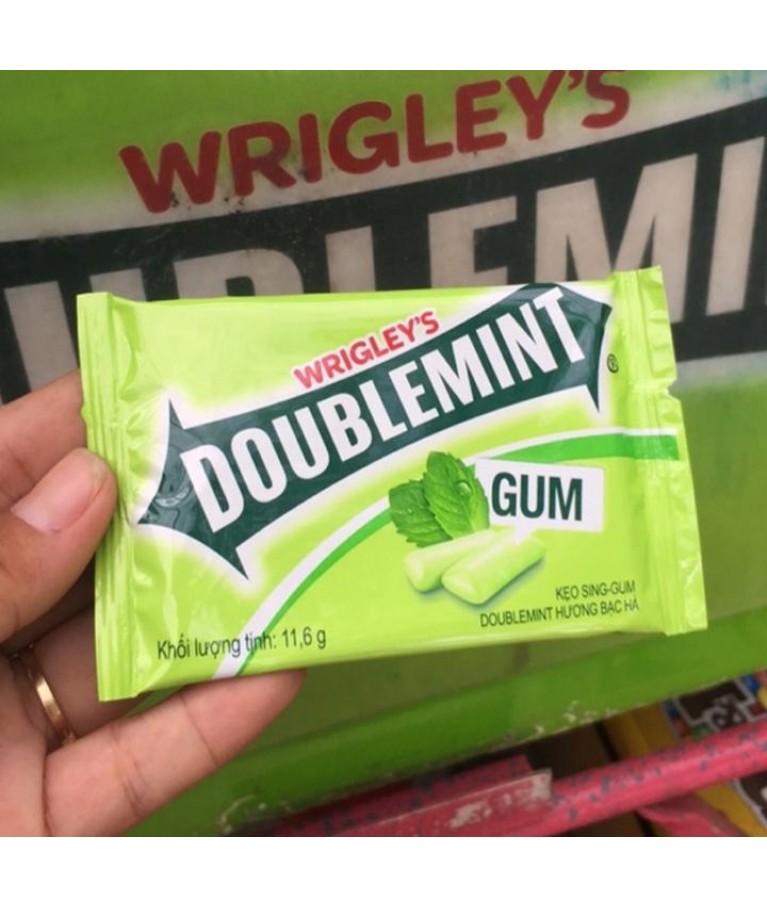 WRIGLEY'S
WRIGLEY'S
DOUBLEMINT
®
GUM
KẸO SING-GUM
DOUBLEMINT HƯƠNG BẠC HÀ
Khối lượng tịnh: 11,6 g